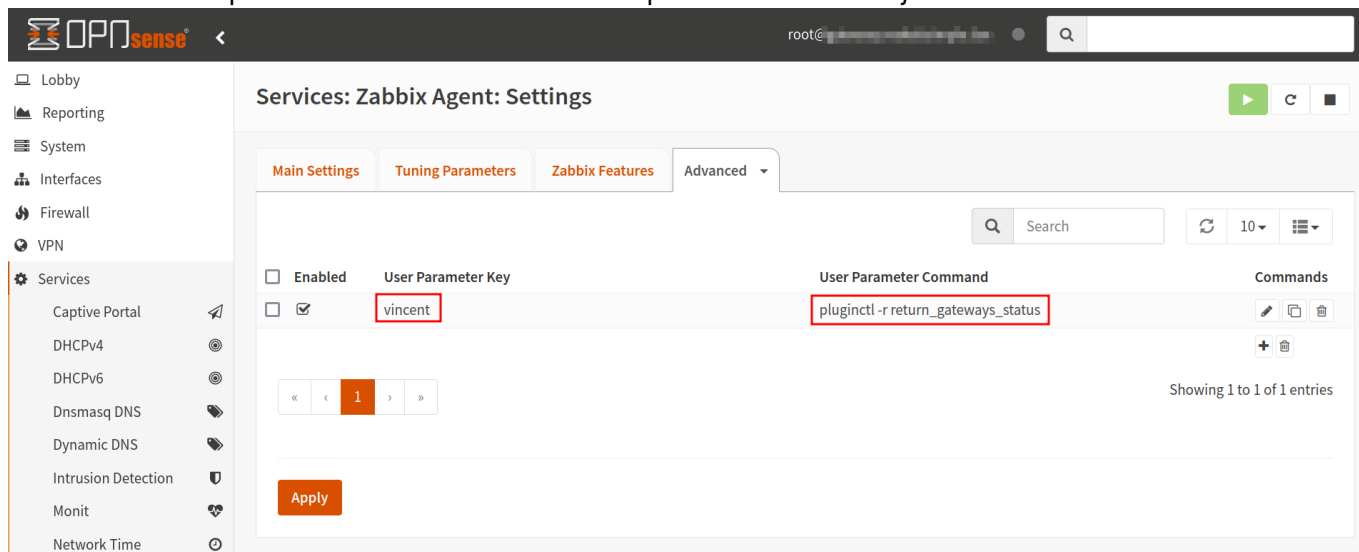 OPNsense
root@
Lobby
Reporting
System
Interfaces
Firewall
VPN
Services
Captive Portal
DHCPv4
DHCPv6
Dnsmasq DNS
Dynamic DNS
Intrusion Detection
Monit
Network Time
Services: Zabbix Agent: Settings
Main Settings Tuning Parameters Zabbix Features Advanced
Search 10
Enabled User Parameter Key User Parameter Command Commands
vincent pluginctl -r return_gateways_status
« ‹ 1 › » Showing 1 to 1 of 1 entries
Apply